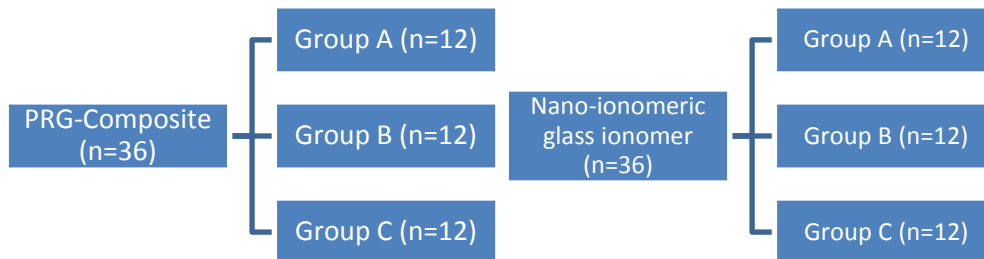 PRG-Composite
(n=36)
Group A (n=12)
Group B (n=12)
Group C (n=12)
Nano-ionomeric
glass ionomer
(n=36)
Group A (n=12)
Group B (n=12)
Group C (n=12)